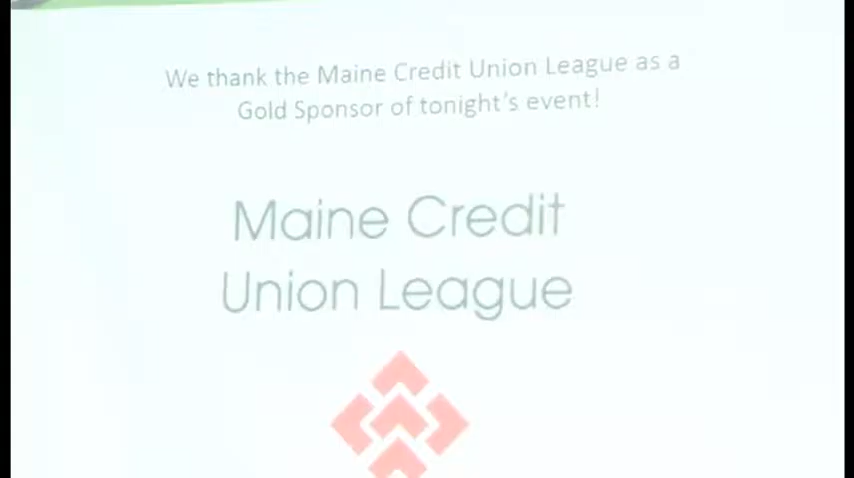 We thank the Maine Credit Union League as a
Gold Sponsor of tonight's event!
Maine Credit
Union League